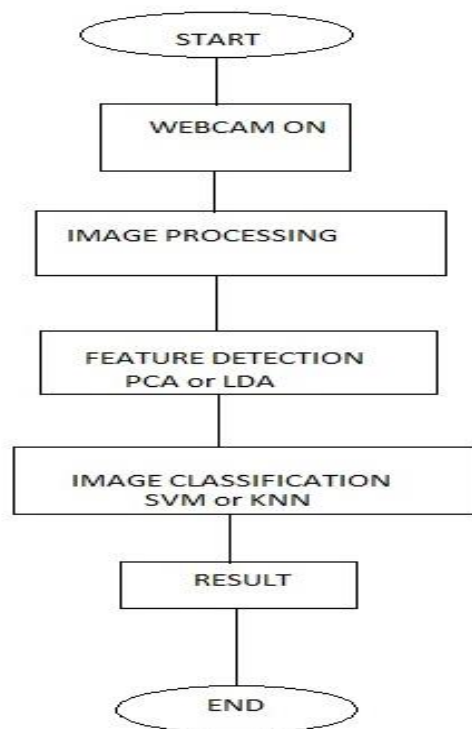 START
WEBCAM ON
IMAGE PROCESSING
FEATURE DETECTION
PCA or LDA
IMAGE CLASSIFICATION
SVM or KNN
RESULT
END